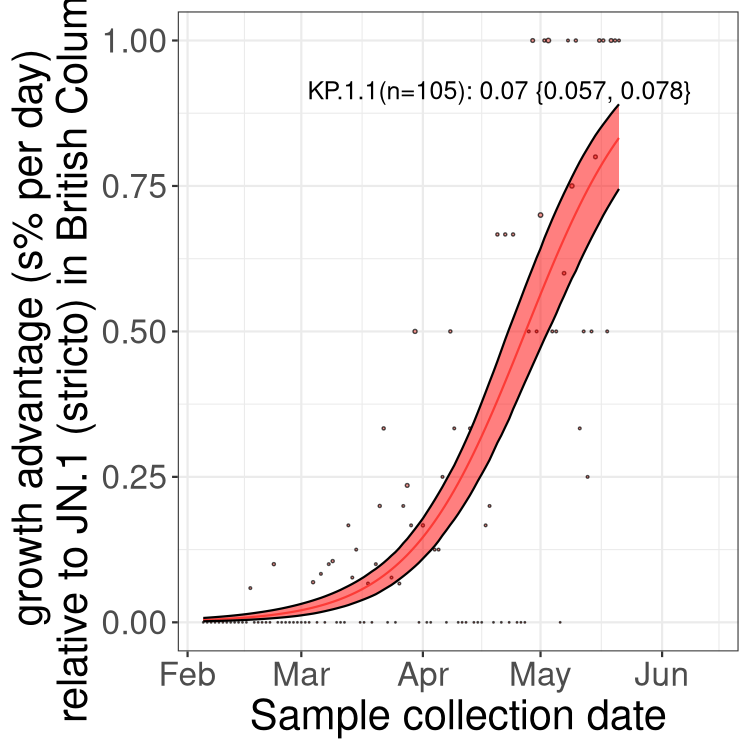 growth advantage (s% per day)
relative to JN.1 (stricto) in British Colum
1.00
0.75
0.50
0.25
0.00
KP.1.1(n=105): 0.07 {0.057, 0.078}
Feb Mar Apr May Jun
Sample collection date